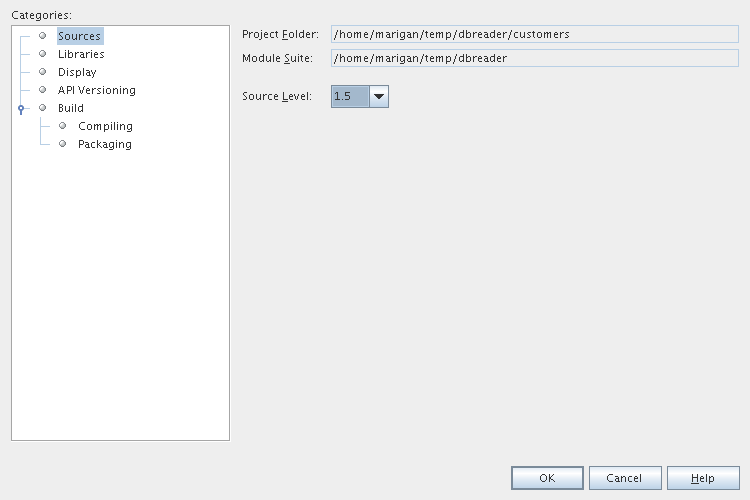 Categories:
Sources
Libraries
Display
API Versioning
Build
Compiling
Packaging
Project Folder: /home/marigan/temp/dbreader/customers
Module Suite: /home/marigan/temp/dbreader
Source Level: 1.5
OK Cancel Help